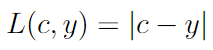 L(c, y) = |c − y|